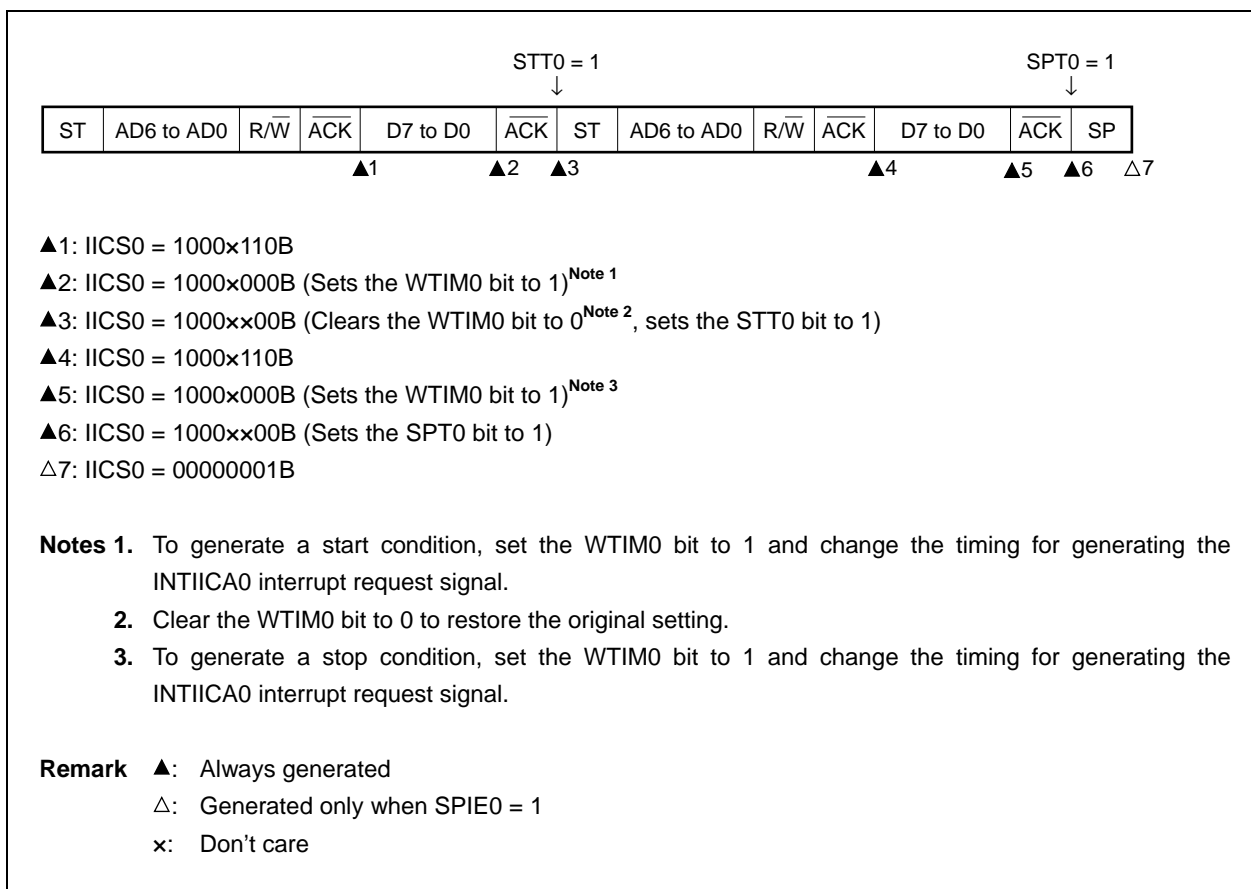 STT0 = 1 SPT0 = 1
↓ ↓
ST AD6 to AD0 R/W̅ A̅C̅K̅ D7 to D0 A̅C̅K̅ ST AD6 to AD0 R/W̅ A̅C̅K̅ D7 to D0 A̅C̅K̅ SP
▲1 ▲2 ▲3 ▲4 ▲5 ▲6 △7
▲1: IICS0 = 1000×110B
▲2: IICS0 = 1000×000B (Sets the WTIM0 bit to 1)Note 1
▲3: IICS0 = 1000××00B (Clears the WTIM0 bit to 0Note 2, sets the STT0 bit to 1)
▲4: IICS0 = 1000×110B
▲5: IICS0 = 1000×000B (Sets the WTIM0 bit to 1)Note 3
▲6: IICS0 = 1000××00B (Sets the SPT0 bit to 1)
△7: IICS0 = 00000001B
Notes 1. To generate a start condition, set the WTIM0 bit to 1 and change the timing for generating the
INTIICA0 interrupt request signal.
2. Clear the WTIM0 bit to 0 to restore the original setting.
3. To generate a stop condition, set the WTIM0 bit to 1 and change the timing for generating the
INTIICA0 interrupt request signal.
Remark ▲: Always generated
△: Generated only when SPIE0 = 1
×: Don't care